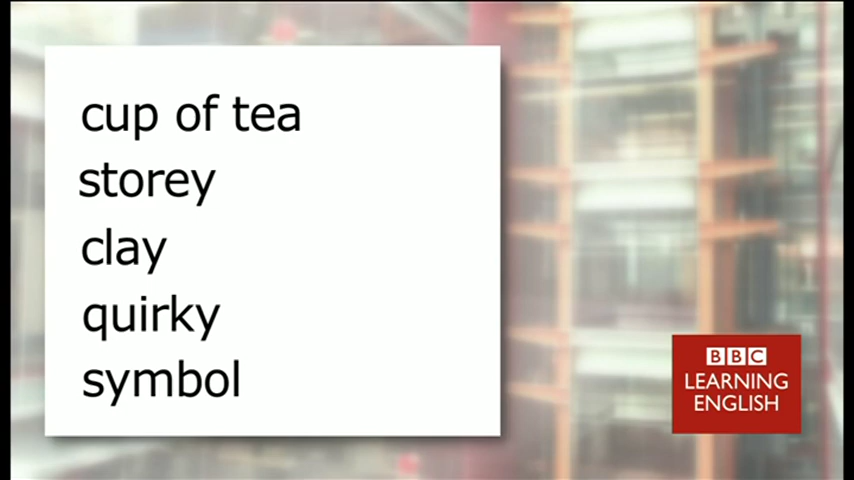 cup of tea
storey
clay
quirky
symbol
BBC
LEARNING
ENGLISH